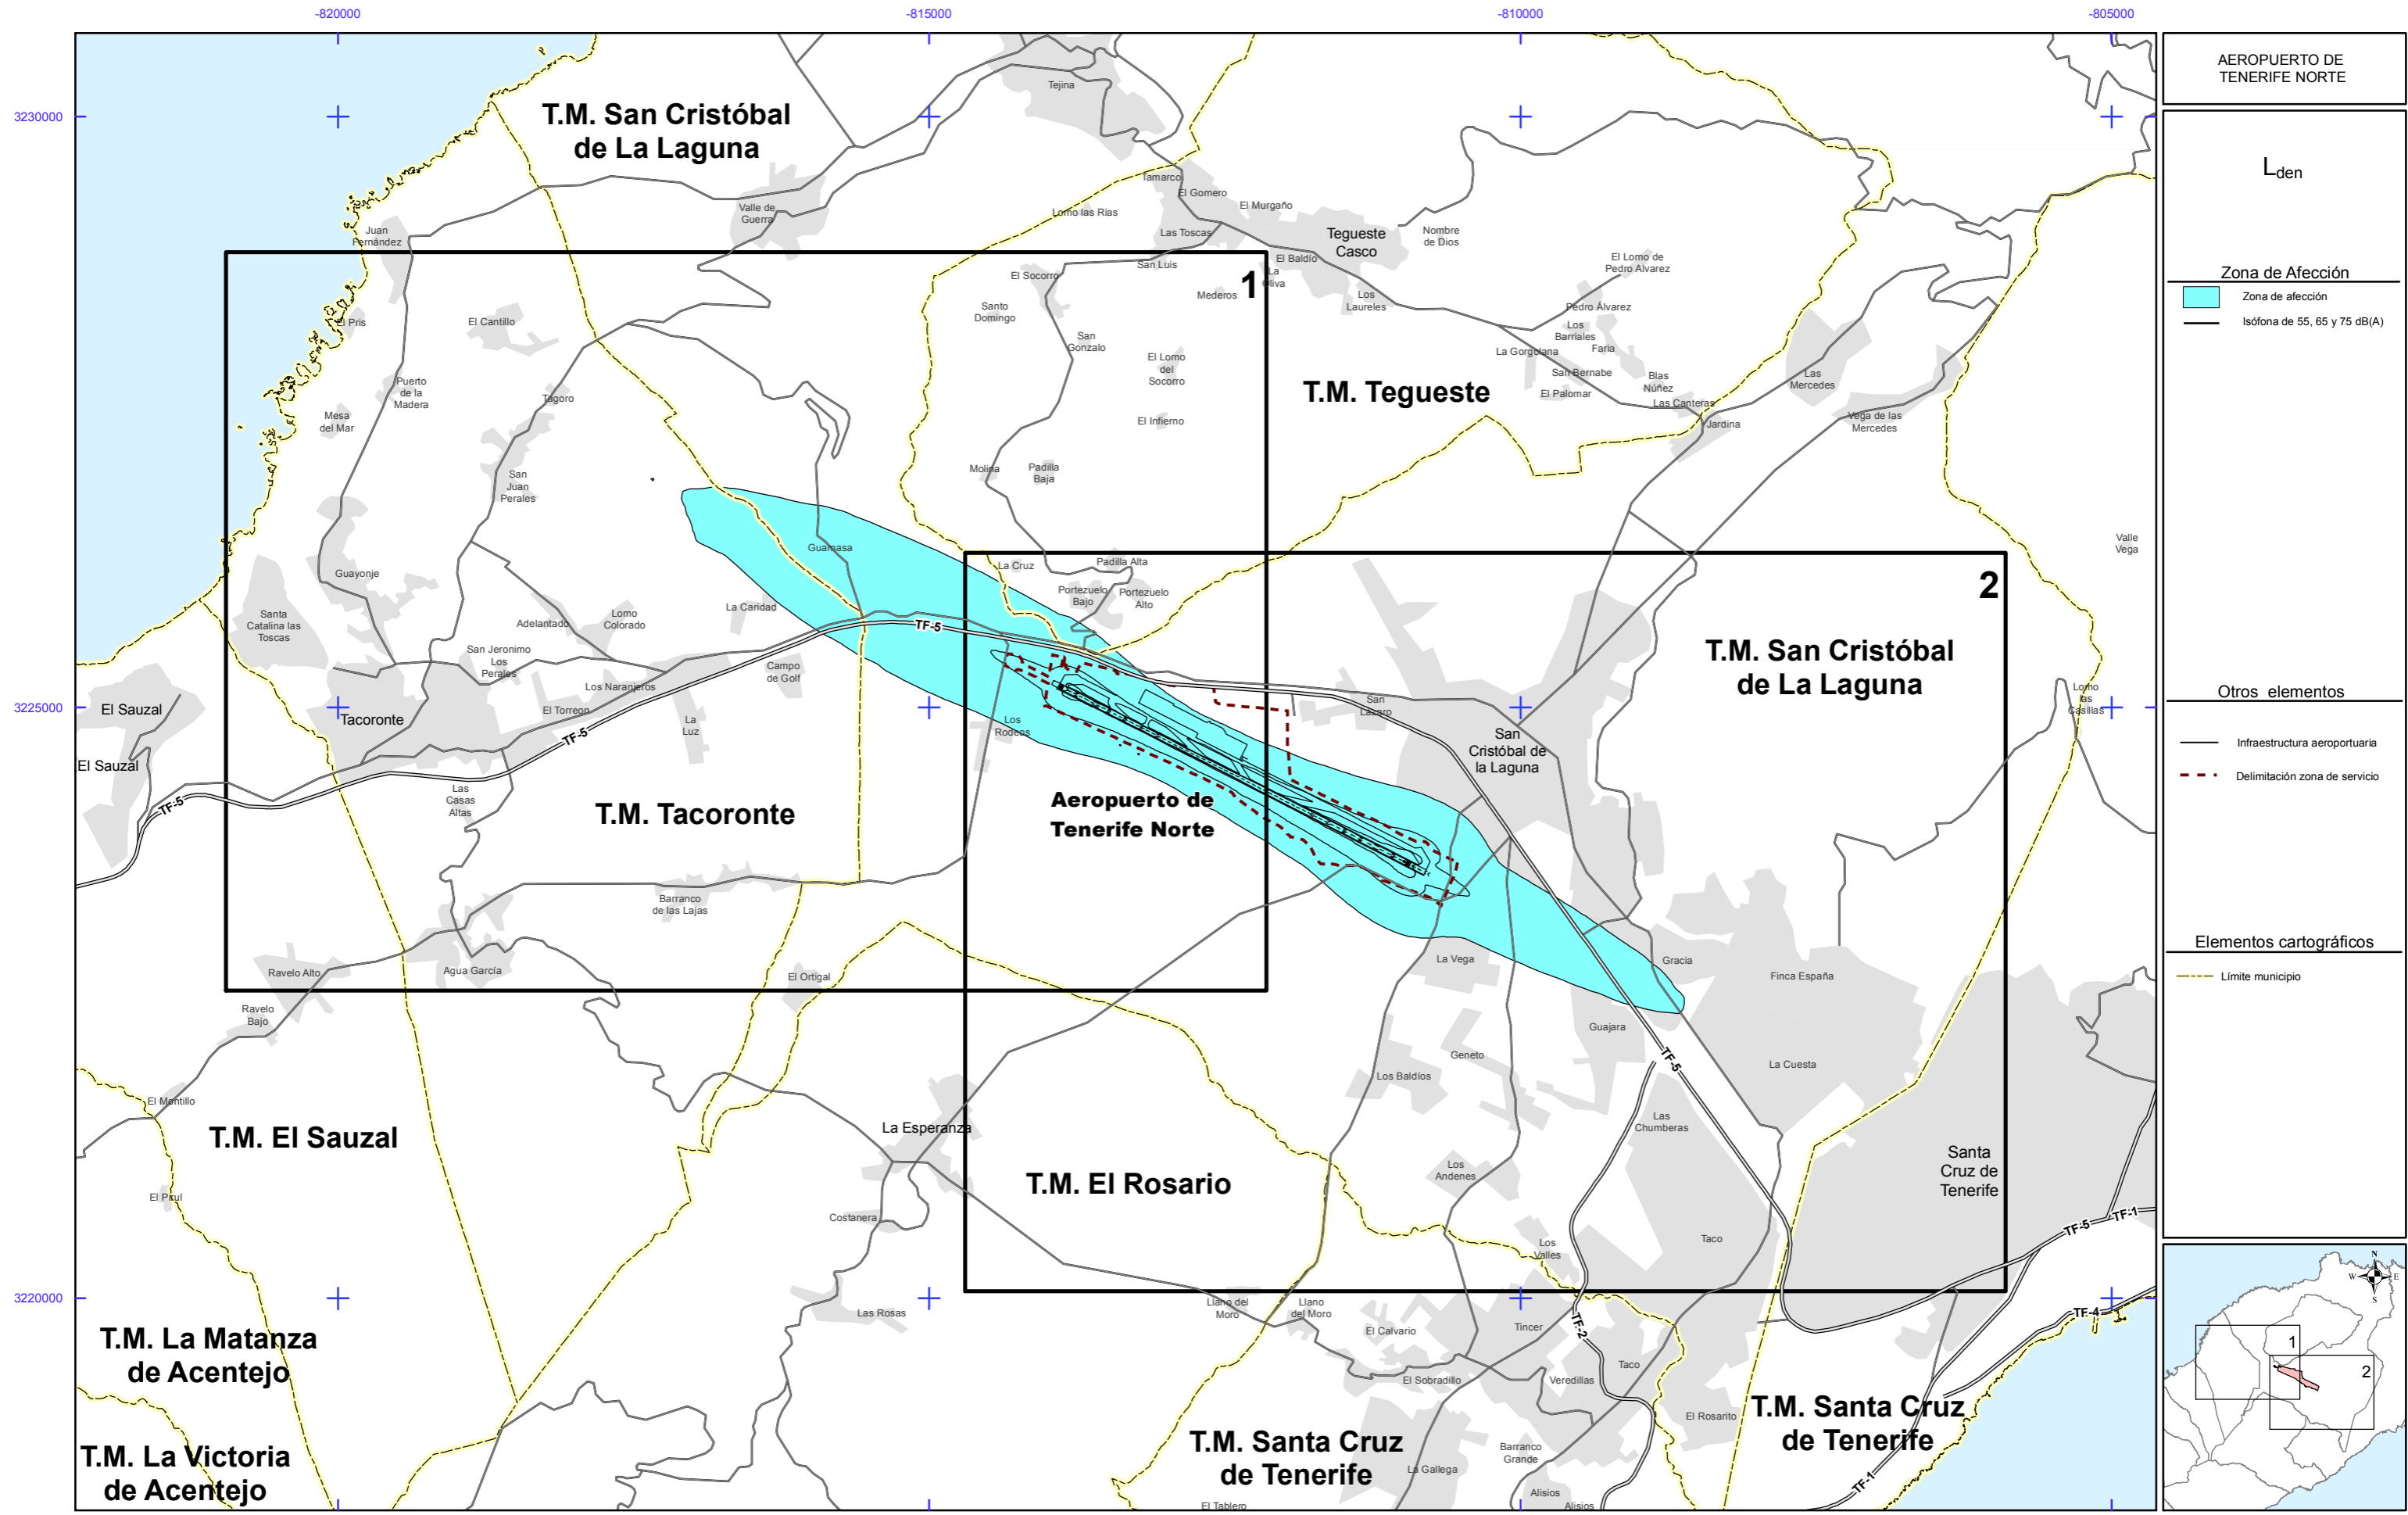 -820000
-815000
-810000
-805000
3230000
3225000
3220000
T.M. San Cristóbal
de La Laguna
Tejina
Valle de
Guerra
Juan
Fernández
Tamarco
El Gomero
Lomo las Rias
El Murgaño
Las Toscas
Tegueste
Casco
Nombre
de Dios
San Luis
El Baldío
La
Oliva
El Socorro
Mederos
1
Los
Laureles
El Lomo de
Pedro Alvarez
Pedro Álvarez
Santo
Domingo
San
Gonzalo
El Pris
El Cantillo
Los
Barriales
Faria
La Gorgolana
El Lomo
del
Socorro
San Bernabe
Blas
Núñez
El Palomar
Las Canteras
Las
Mercedes
Vega de las
Mercedes
Jardina
T.M. Tegueste
Puerto
de la
Madera
Mesa
del Mar
Tagoro
El Infierno
San
Juan
Perales
Molina
Padilla
Baja
Valle
Vega
Guamasa
La Cruz
Padilla Alta
Portezuelo
Bajo
Portezuelo
Alto
2
Guayonje
Santa
Catalina las
Toscas
Adelantado
Lomo
Colorado
La Caridad
TF-5
San Jeronimo
Los
Perales
Los Naranjeros
Campo
de Golf
T.M. San Cristóbal
de La Laguna
El Sauzal
Tacoronte
El Torreon
La
Luz
Los
Rodeos
San
Lázaro
San
Cristóbal de
la Laguna
Lomo
las
Casillas
El Sauzal
TF-5
TF-5
Las
Casas
Altas
T.M. Tacoronte
Aeropuerto de
Tenerife Norte
Barranco
de las Lajas
Ravelo Alto
Agua García
El Ortigal
La Vega
Gracia
Finca España
Ravelo
Bajo
Guajara
Geneto
TF-5
Los Baldíos
La Cuesta
El Montillo
T.M. El Sauzal
La Esperanza
Las
Chumberas
Santa
Cruz de
Tenerife
El Pirul
T.M. El Rosario
Los
Andenes
Costanera
Los
Valles
Taco
TF-5
TF-1
Las Rosas
Llano del
Moro
Llano
del Moro
El Calvario
Tincer
TF-2
TF-4
T.M. La Matanza
de Acentejo
Taco
El Sobradillo
Veredillas
El Rosarito
T.M. Santa Cruz
de Tenerife
T.M. Santa Cruz
de Tenerife
T.M. La Victoria
de Acentejo
Barranco
Grande
La Gallega
TF-1
Alisios
Alisios
El Tablero
AEROPUERTO DE
TENERIFE NORTE
Lden
Zona de Afección
Zona de afección
Isófona de 55, 65 y 75 dB(A)
Otros elementos
Infraestructura aeroportuaria
Delimitación zona de servicio
Elementos cartográficos
Límite municipio
N
W
E
S
1
2